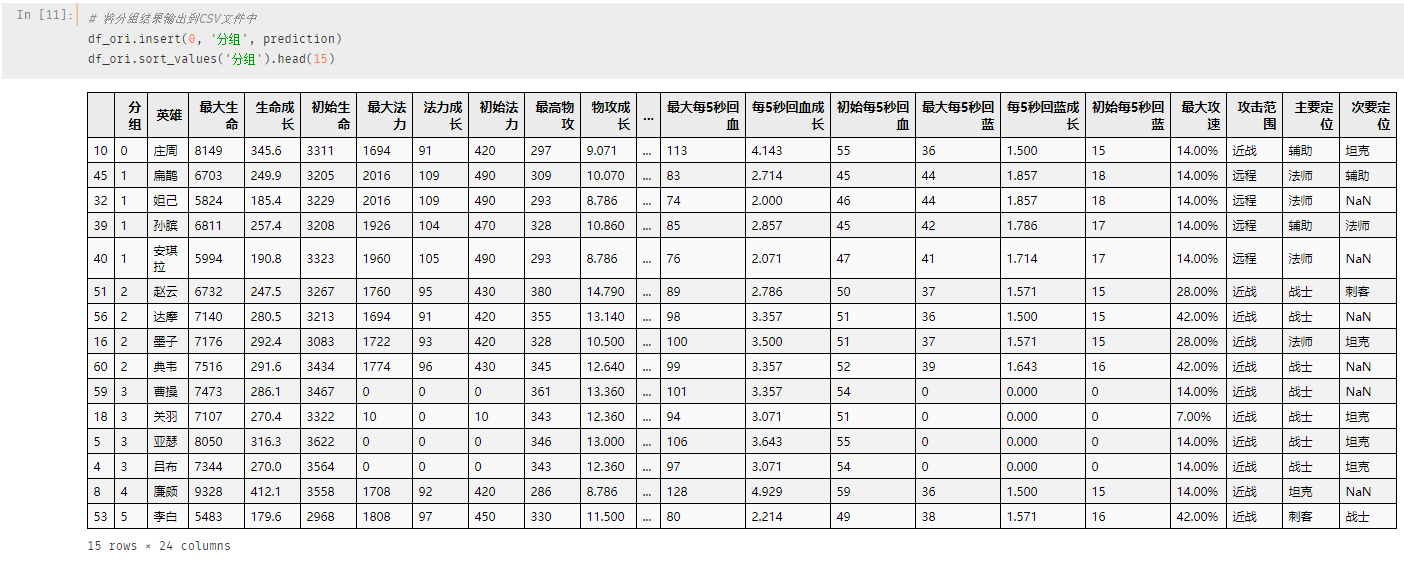 In [11]:
# 将分组结果输出到CSV文件中
df_ori.insert(0, '分组', prediction)
df_ori.sort_values('分组').head(15)
分组 英雄 最大生命 生命成长 初始生命 最大法力 法力成长 初始法力 最高物攻 物攻成长 ... 最大每5秒回血 每5秒回血成长 初始每5秒回血 最大每5秒回蓝 每5秒回蓝成长 初始每5秒回蓝 最大攻速 攻击范围 主要定位 次要定位
10 0 庄周 8149 345.6 3311 1694 91 420 297 9.071 ... 113 4.143 55 36 1.500 15 14.00% 近战 辅助 坦克
45 1 扁鹊 6703 249.9 3205 2016 109 490 309 10.070 ... 83 2.714 45 44 1.857 18 14.00% 远程 法师 辅助
32 1 妲己 5824 185.4 3229 2016 109 490 293 8.786 ... 74 2.000 46 44 1.857 18 14.00% 远程 法师 NaN
39 1 孙膑 6811 257.4 3208 1926 104 470 328 10.860 ... 85 2.857 45 42 1.786 17 14.00% 远程 辅助 法师
40 1 安琪拉 5994 190.8 3323 1960 105 490 293 8.786 ... 76 2.071 47 41 1.714 17 14.00% 远程 法师 NaN
51 2 赵云 6732 247.5 3267 1760 95 430 380 14.790 ... 89 2.786 50 37 1.571 15 28.00% 近战 战士 刺客
56 2 达摩 7140 280.5 3213 1694 91 420 355 13.140 ... 98 3.357 51 36 1.500 15 42.00% 近战 战士 NaN
16 2 墨子 7176 292.4 3083 1722 93 420 328 10.500 ... 100 3.500 51 37 1.571 15 28.00% 近战 法师 坦克
60 2 典韦 7516 291.6 3434 1774 96 430 345 12.640 ... 99 3.357 52 39 1.643 16 42.00% 近战 战士 NaN
59 3 曹操 7473 286.1 3467 0 0 0 361 13.360 ... 101 3.357 54 0 0.000 0 14.00% 近战 战士 NaN
18 3 关羽 7107 270.4 3322 10 0 10 343 12.360 ... 94 3.071 51 0 0.000 0 7.00% 近战 战士 坦克
5 3 亚瑟 8050 316.3 3622 0 0 0 346 13.000 ... 106 3.643 55 0 0.000 0 14.00% 近战 战士 坦克
4 3 吕布 7344 270.0 3564 0 0 0 343 12.360 ... 97 3.071 54 0 0.000 0 14.00% 近战 战士 坦克
8 4 廉颇 9328 412.1 3558 1708 92 420 286 8.786 ... 128 4.929 59 36 1.500 15 14.00% 近战 坦克 NaN
53 5 李白 5483 179.6 2968 1808 97 450 330 11.500 ... 80 2.214 49 38 1.571 16 42.00% 近战 刺客 战士
15 rows × 24 columns